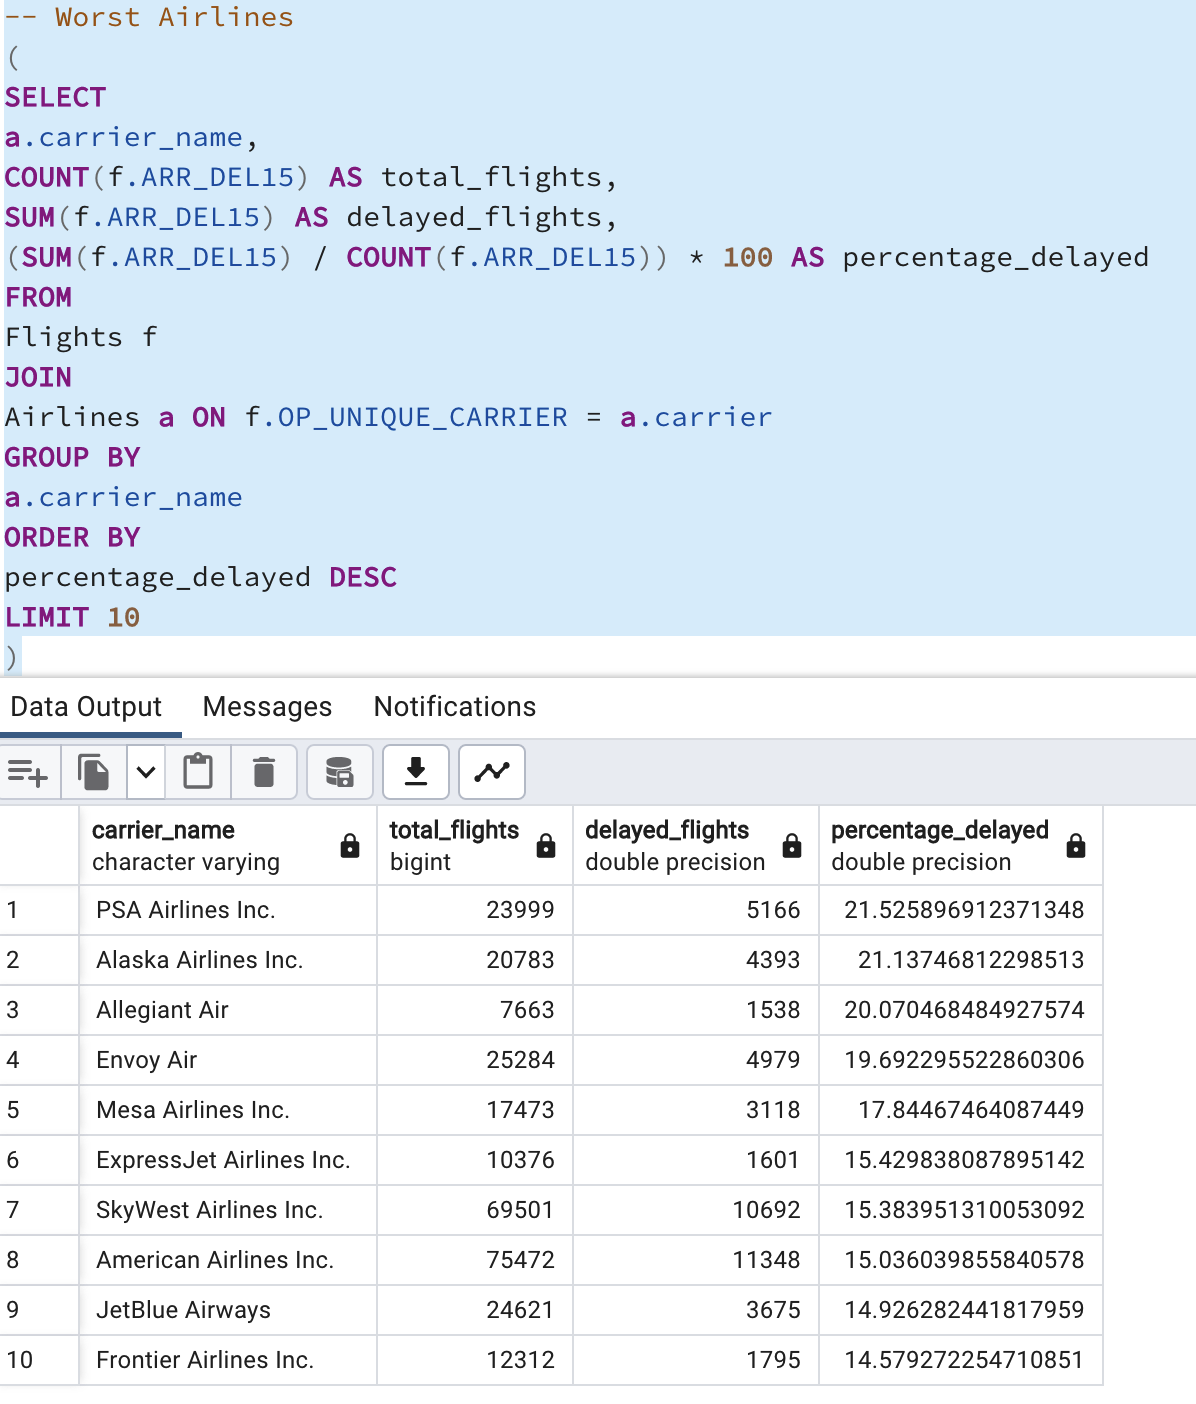 -- Worst Airlines
(
SELECT
a.carrier_name,
COUNT(f.ARR_DEL15) AS total_flights,
SUM(f.ARR_DEL15) AS delayed_flights,
(SUM(f.ARR_DEL15) / COUNT(f.ARR_DEL15)) * 100 AS percentage_delayed
FROM
Flights f
JOIN
Airlines a ON f.OP_UNIQUE_CARRIER = a.carrier
GROUP BY
a.carrier_name
ORDER BY
percentage_delayed DESC
LIMIT 10
)
Data Output Messages Notifications
carrier_name total_flights delayed_flights percentage_delayed
character varying bigint double precision double precision
1 PSA Airlines Inc. 23999 5166 21.525896912371348
2 Alaska Airlines Inc. 20783 4393 21.13746812298513
3 Allegiant Air 7663 1538 20.070468484927574
4 Envoy Air 25284 4979 19.692295522860306
5 Mesa Airlines Inc. 17473 3118 17.84467464087449
6 ExpressJet Airlines Inc. 10376 1601 15.429838087895142
7 SkyWest Airlines Inc. 69501 10692 15.383951310053092
8 American Airlines Inc. 75472 11348 15.036039855840578
9 JetBlue Airways 24621 3675 14.926282441817959
10 Frontier Airlines Inc. 12312 1795 14.579272254710851